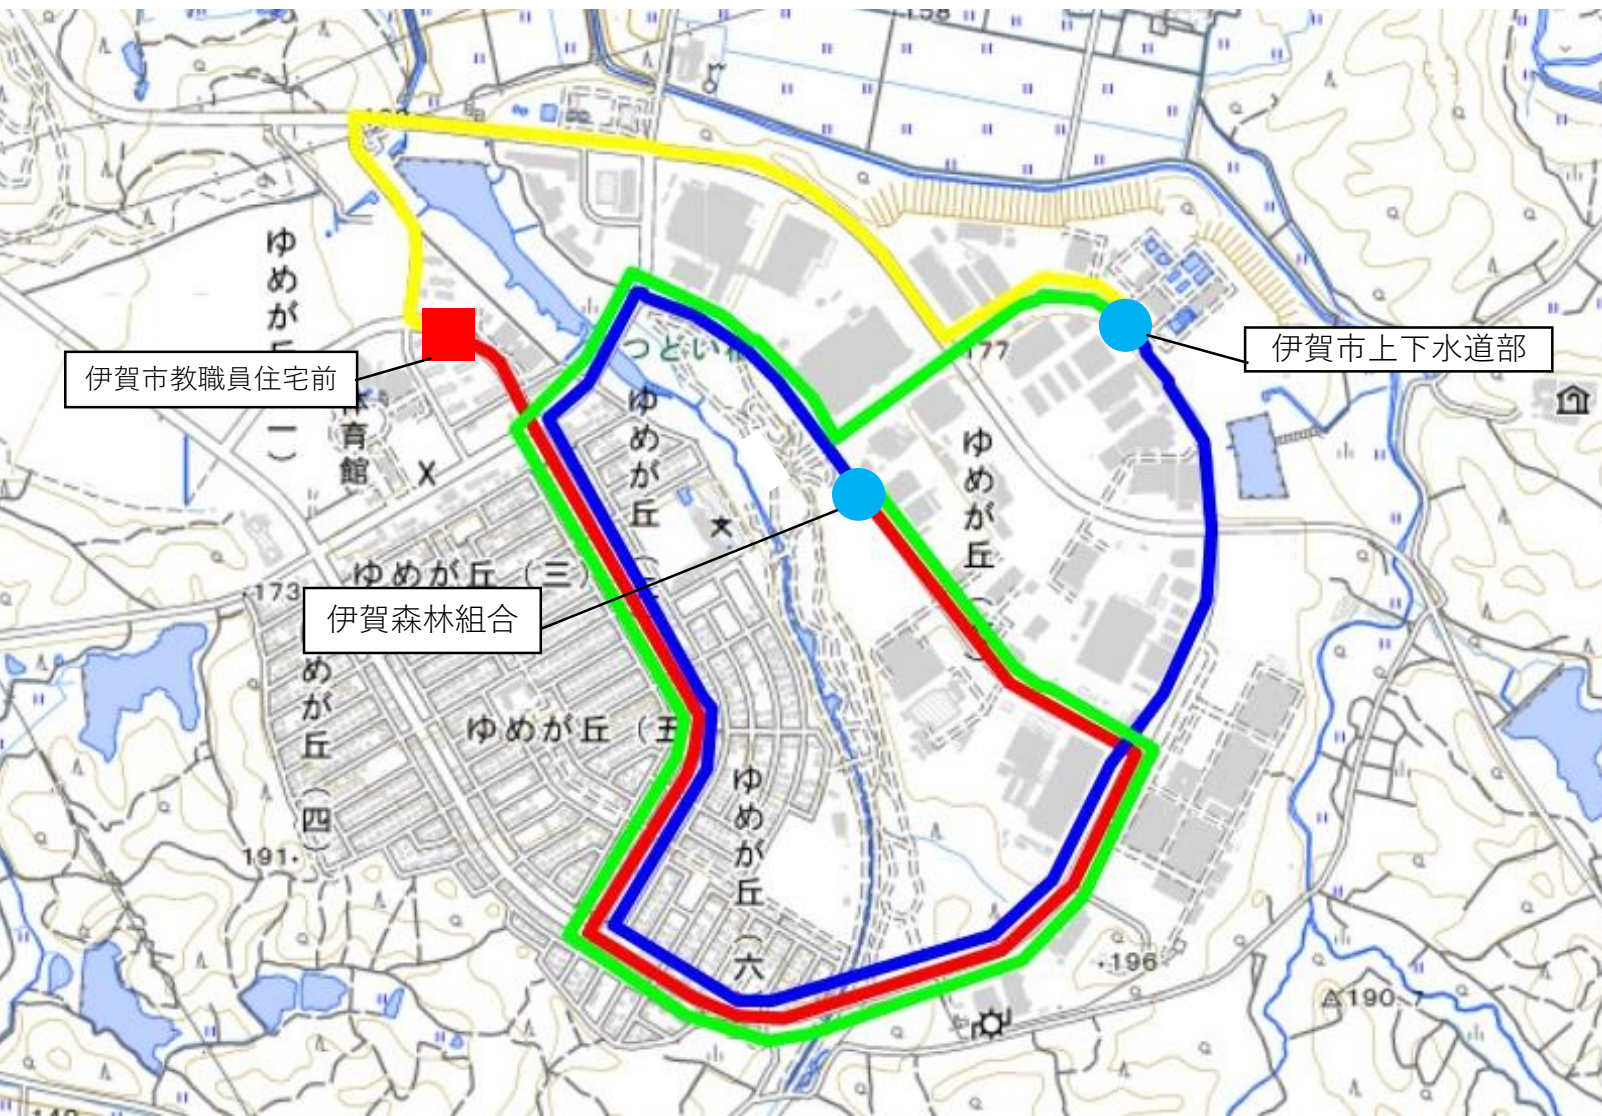 158
ゆめが丘
一）
伊賀市教職員住宅前
育館
つどい
177
伊賀市上下水道部
ゆめが丘
ゆめが丘
ゆめが丘（三）
173
伊賀森林組合
めが丘（四）
ゆめが丘（五
ゆめが丘（六
191
196
190.7